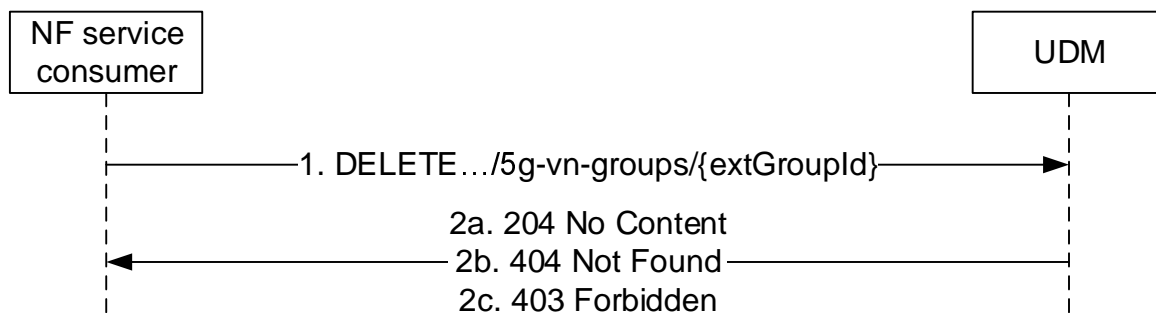 NF service
consumer
UDM
1. DELETE…/5g-vn-groups/{extGroupId}
2a. 204 No Content
2b. 404 Not Found
2c. 403 Forbidden